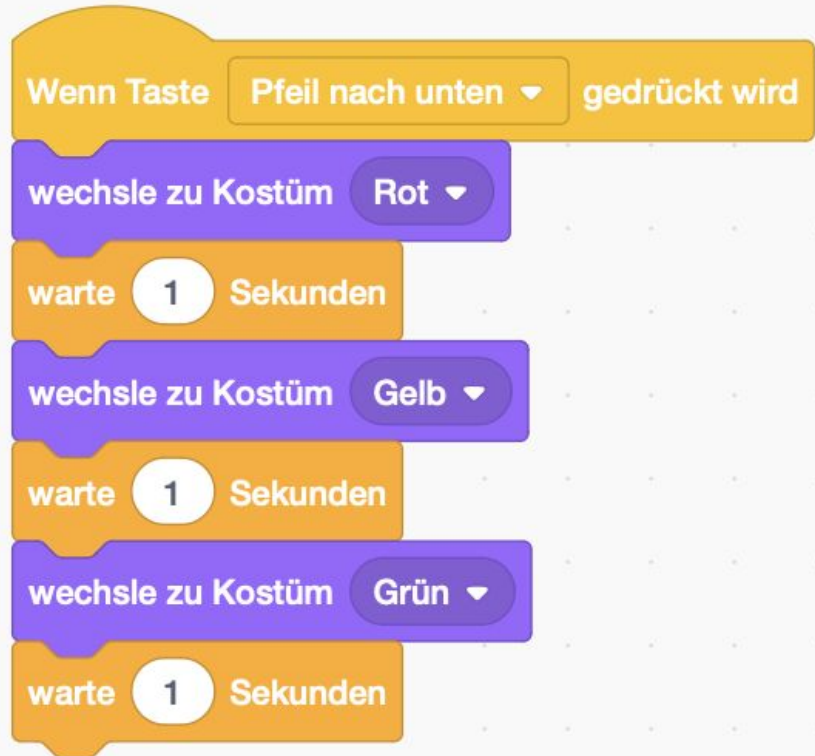 Wenn Taste Pfeil nach unten gedrückt wird
wechsle zu Kostüm Rot
warte 1 Sekunden
wechsle zu Kostüm Gelb
warte 1 Sekunden
wechsle zu Kostüm Grün
warte 1 Sekunden